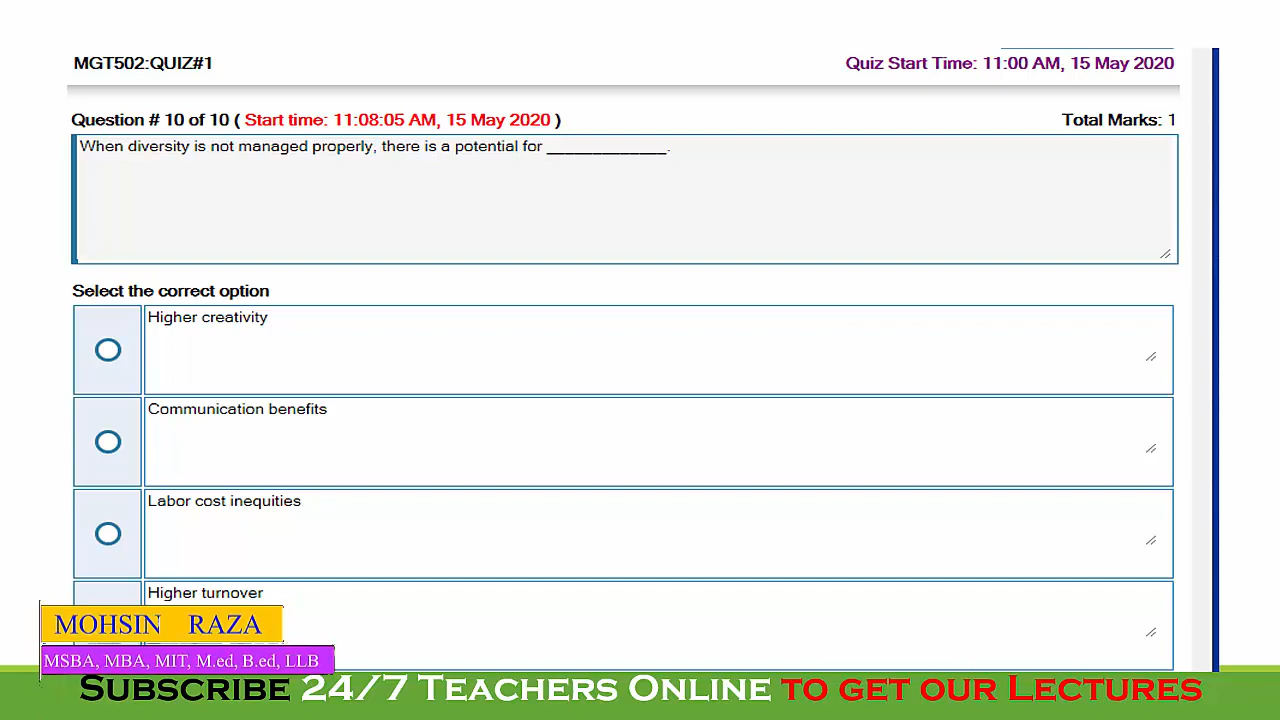 MGT502:QUIZ#1
Quiz Start Time: 11:00 AM, 15 May 2020
Question # 10 of 10 ( Start time: 11:08:05 AM, 15 May 2020 )
Total Marks: 1
When diversity is not managed properly, there is a potential for _____________.
Select the correct option
Higher creativity
Communication benefits
Labor cost inequities
Higher turnover
MOHSIN RAZA
MSBA, MBA, MIT, M.ed, B.ed, LLB
SUBSCRIBE 24/7 TEACHERS ONLINE TO GET OUR LECTURES